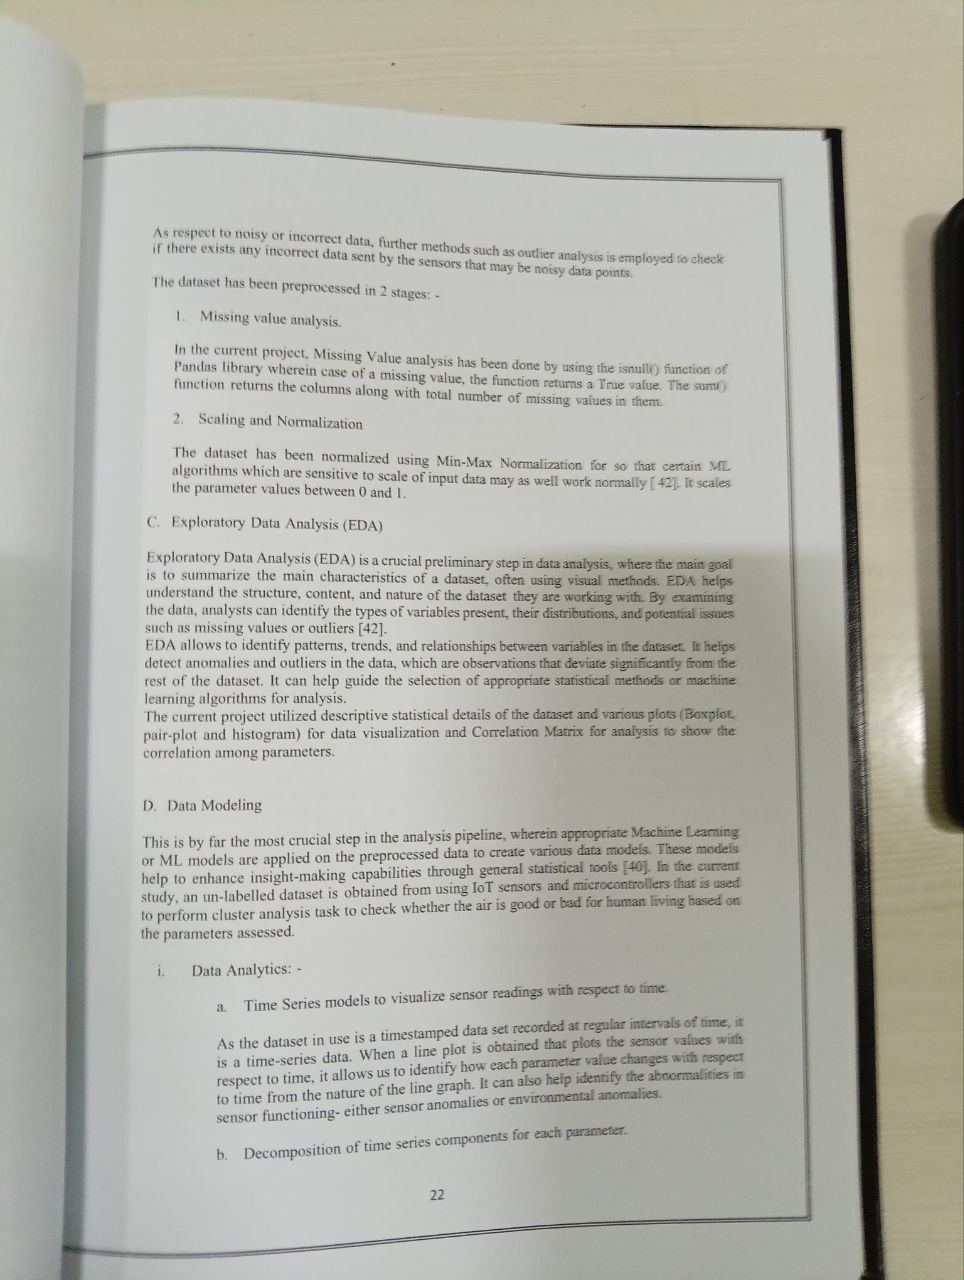 As respect to noisy or incorrect data, further methods such as outlier analysis is employed to check
if there exists any incorrect data sent by the sensors that may be noisy data points.
The dataset has been preprocessed in 2 stages: -
1. Missing value analysis.
In the current project, Missing Value analysis has been done by using the isnull() function of
Pandas library wherein case of a missing value, the function returns a True value. The sum()
function returns the columns along with total number of missing values in them.
2. Scaling and Normalization
The dataset has been normalized using Min-Max Normalization for so that certain ML
algorithms which are sensitive to scale of input data may as well work normally [ 42]. It scales
the parameter values between 0 and 1.
C. Exploratory Data Analysis (EDA)
Exploratory Data Analysis (EDA) is a crucial preliminary step in data analysis, where the main goal
is to summarize the main characteristics of a dataset, often using visual methods. EDA helps
understand the structure, content, and nature of the dataset they are working with. By examining
the data, analysts can identify the types of variables present, their distributions, and potential issues
such as missing values or outliers [42].
EDA allows to identify patterns, trends, and relationships between variables in the dataset. It helps
detect anomalies and outliers in the data, which are observations that deviate significantly from the
rest of the dataset. It can help guide the selection of appropriate statistical methods or machine
learning algorithms for analysis.
The current project utilized descriptive statistical details of the dataset and various plots (Boxplot,
pair-plot and histogram) for data visualization and Correlation Matrix for analysis to show the
correlation among parameters.
D. Data Modeling
This is by far the most crucial step in the analysis pipeline, wherein appropriate Machine Learning
or ML models are applied on the preprocessed data to create various data models. These models
help to enhance insight-making capabilities through general statistical tools [40]. In the current
study, an un-labelled dataset is obtained from using IoT sensors and microcontrollers that is used
to perform cluster analysis task to check whether the air is good or bad for human living based on
the parameters assessed.
i. Data Analytics: -
a. Time Series models to visualize sensor readings with respect to time.
As the dataset in use is a timestamped data set recorded at regular intervals of time, it
is a time-series data. When a line plot is obtained that plots the sensor values with
respect to time, it allows us to identify how each parameter value changes with respect
to time from the nature of the line graph. It can also help identify the abnormalities in
sensor functioning- either sensor anomalies or environmental anomalies.
b. Decomposition of time series components for each parameter.
22